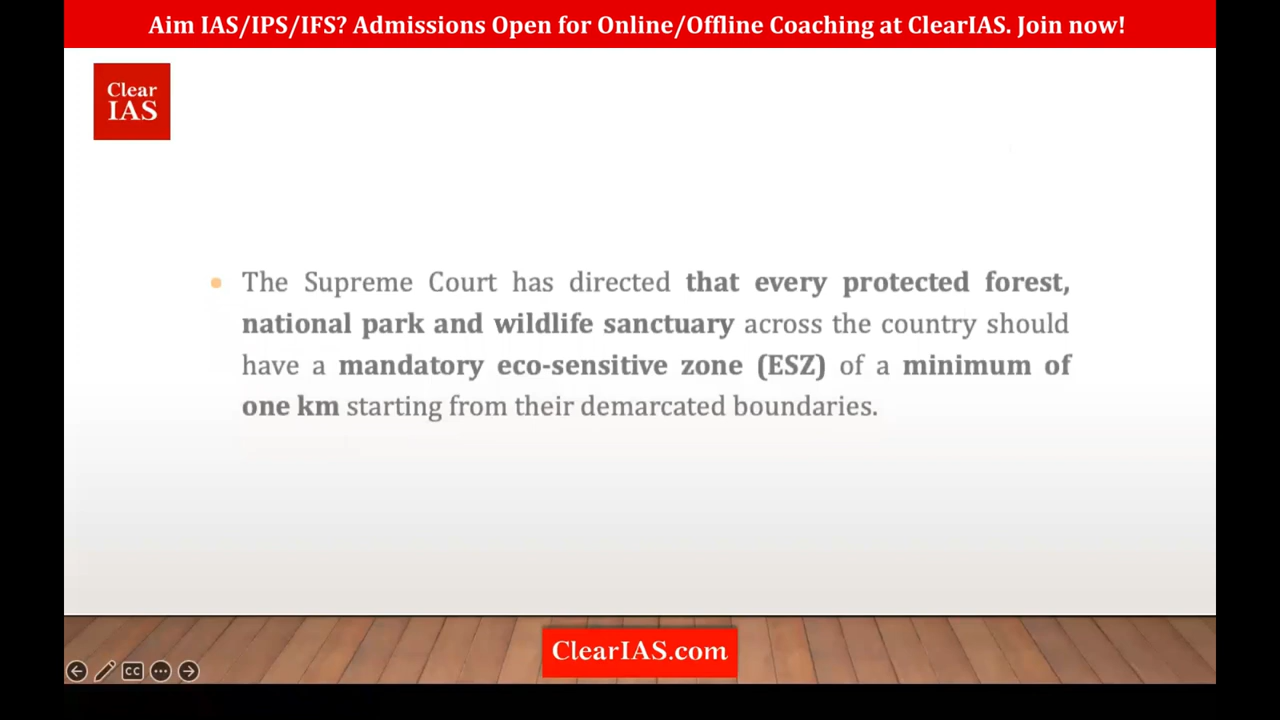 Aim IAS/IPS/IFS? Admissions Open for Online/Offline Coaching at ClearIAS. Join now!
Clear
IAS
The Supreme Court has directed that every protected forest,
national park and wildlife sanctuary across the country should
have a mandatory eco-sensitive zone (ESZ) of a minimum of
one km starting from their demarcated boundaries.
ClearIAS.com
CC